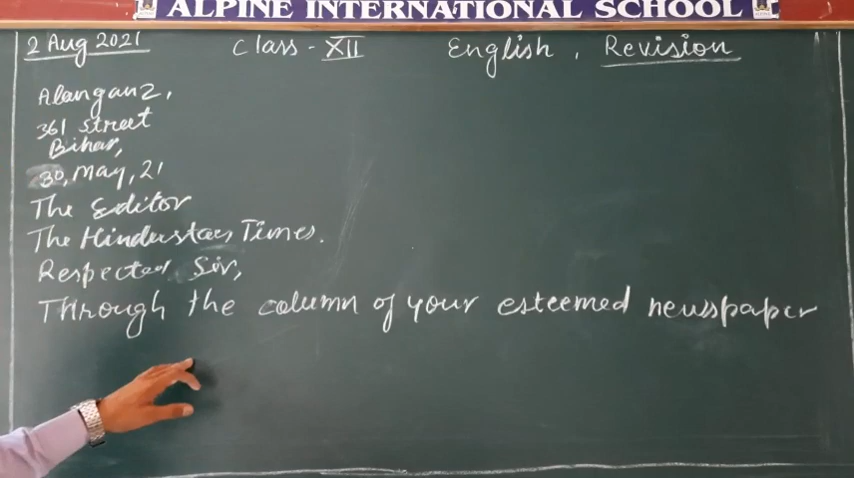 ALPINE INTERNATIONAL SCHOOL
2 Aug 2021 Class - XII English, Revision
Alanganz,
361 street
Bihar,
30, May, 21
The Editor
The Hindustan Times.
Respected Sir,
Through the column of your esteemed newspaper